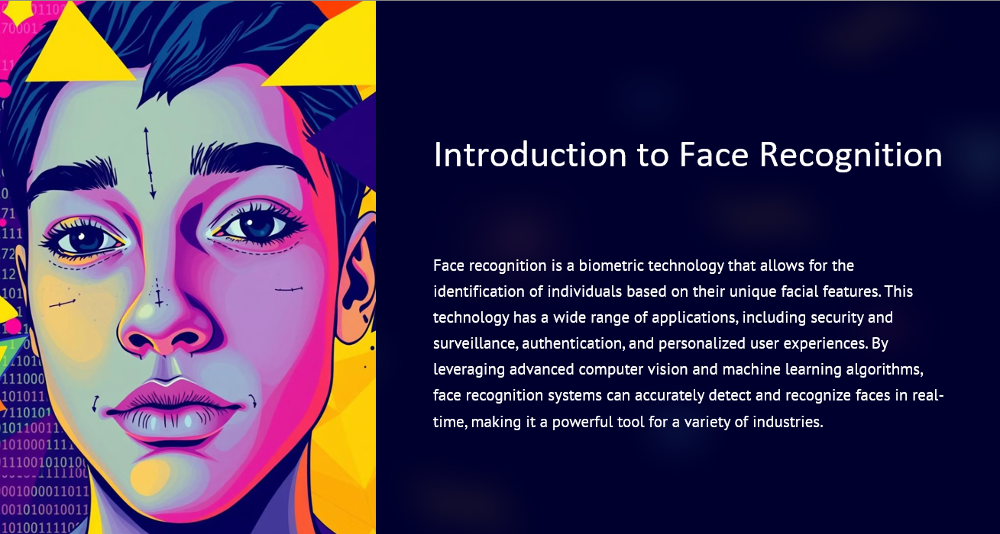 Introduction to Face Recognition
Face recognition is a biometric technology that allows for the
identification of individuals based on their unique facial features. This
technology has a wide range of applications, including security and
surveillance, authentication, and personalized user experiences. By
leveraging advanced computer vision and machine learning algorithms,
face recognition systems can accurately detect and recognize faces in real-
time, making it a powerful tool for a variety of industries.